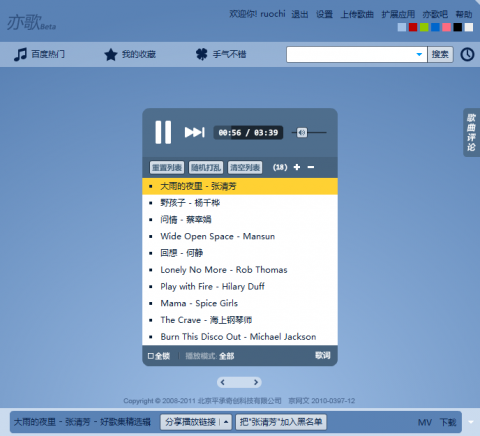 亦歌Beta
欢迎您! ruochi 退出 设置 上传歌曲 扩展应用 亦歌吧 帮助
百度热门 我的收藏 手气不错 搜索
00:56 / 03:39
歌曲评论
重置列表 随机打乱 清空列表 (18)
大雨的夜里 - 张清芳
野孩子 - 杨千桦
问情 - 蔡幸娟
Wide Open Space - Mansun
回想 - 何静
Lonely No More - Rob Thomas
Play with Fire - Hilary Duff
Mama - Spice Girls
The Crave - 海上钢琴师
Burn This Disco Out - Michael Jackson
全锁 播放模式: 全部 歌词
Copyright © 2008-2011 北京平承奇创科技有限公司 京网文 2010-0397-12
大雨的夜里 - 张清芳 - 好歌集精选辑 分享播放链接 把"张清芳"加入黑名单 MV 下载